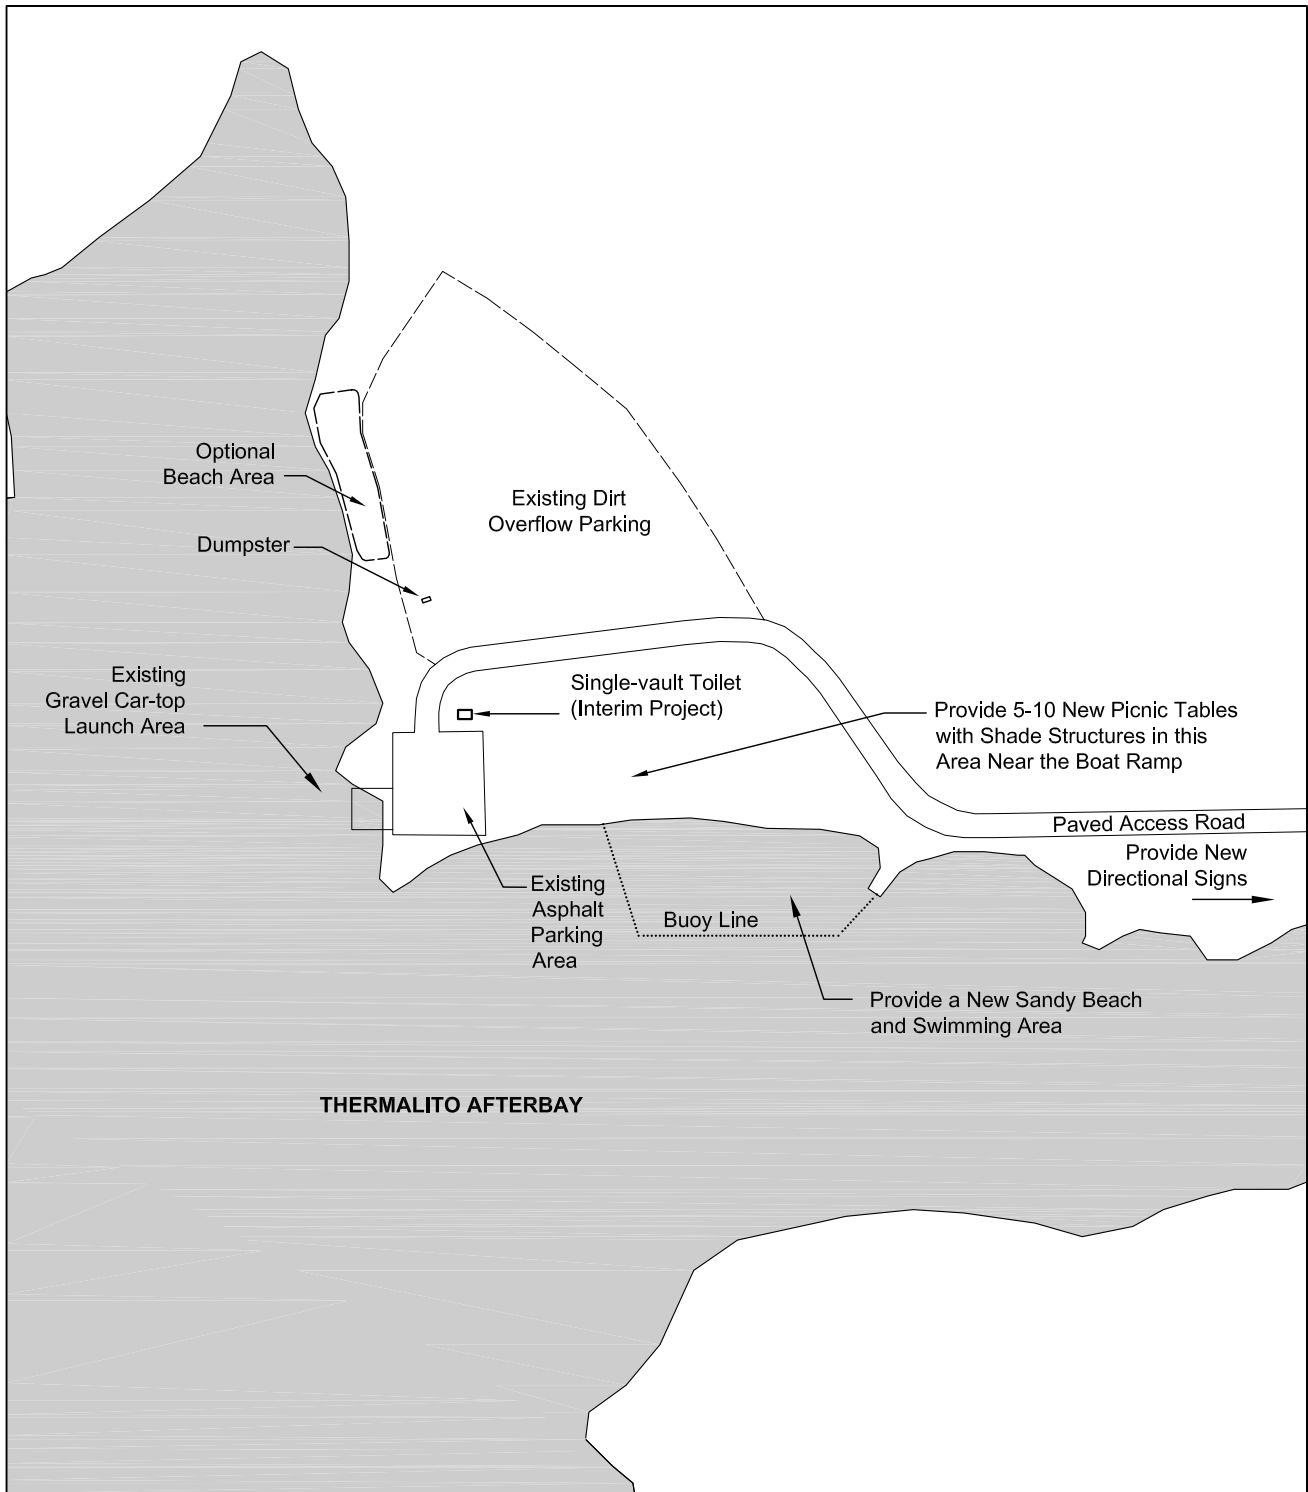 Optional
Beach Area
Existing Dirt
Overflow Parking
Dumpster
Existing
Gravel Car-top
Launch Area
Single-vault Toilet
(Interim Project)
Provide 5-10 New Picnic Tables
with Shade Structures in this
Area Near the Boat Ramp
Paved Access Road
Provide New
Directional Signs
Existing
Asphalt
Parking
Area
Buoy Line
Provide a New Sandy Beach
and Swimming Area
THERMALITO AFTERBAY